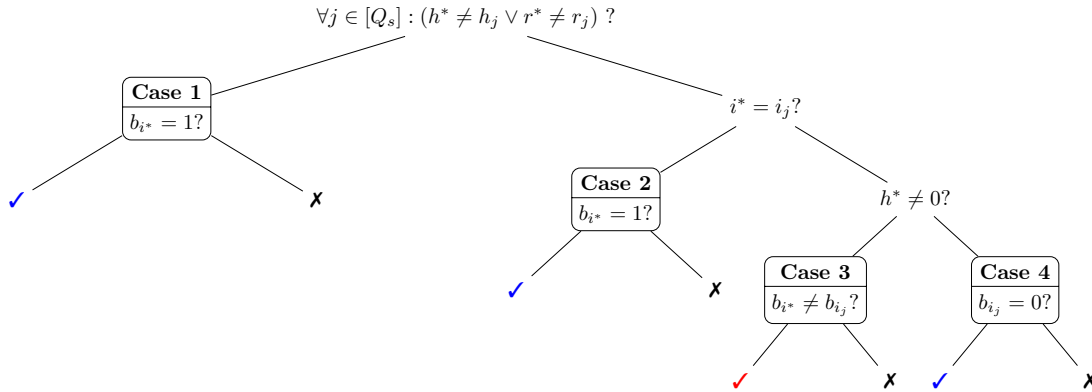 ∀j ∈ [Q_s] : (h* ≠ h_j ∨ r* ≠ r_j) ?
Case 1
b_{i*} = 1?
i* = i_j?
✓
✗
Case 2
b_{i*} = 1?
h* ≠ 0?
✓
✗
Case 3
b_{i*} ≠ b_{i_j}?
Case 4
b_{i_j} = 0?
✓
✗
✓
✗